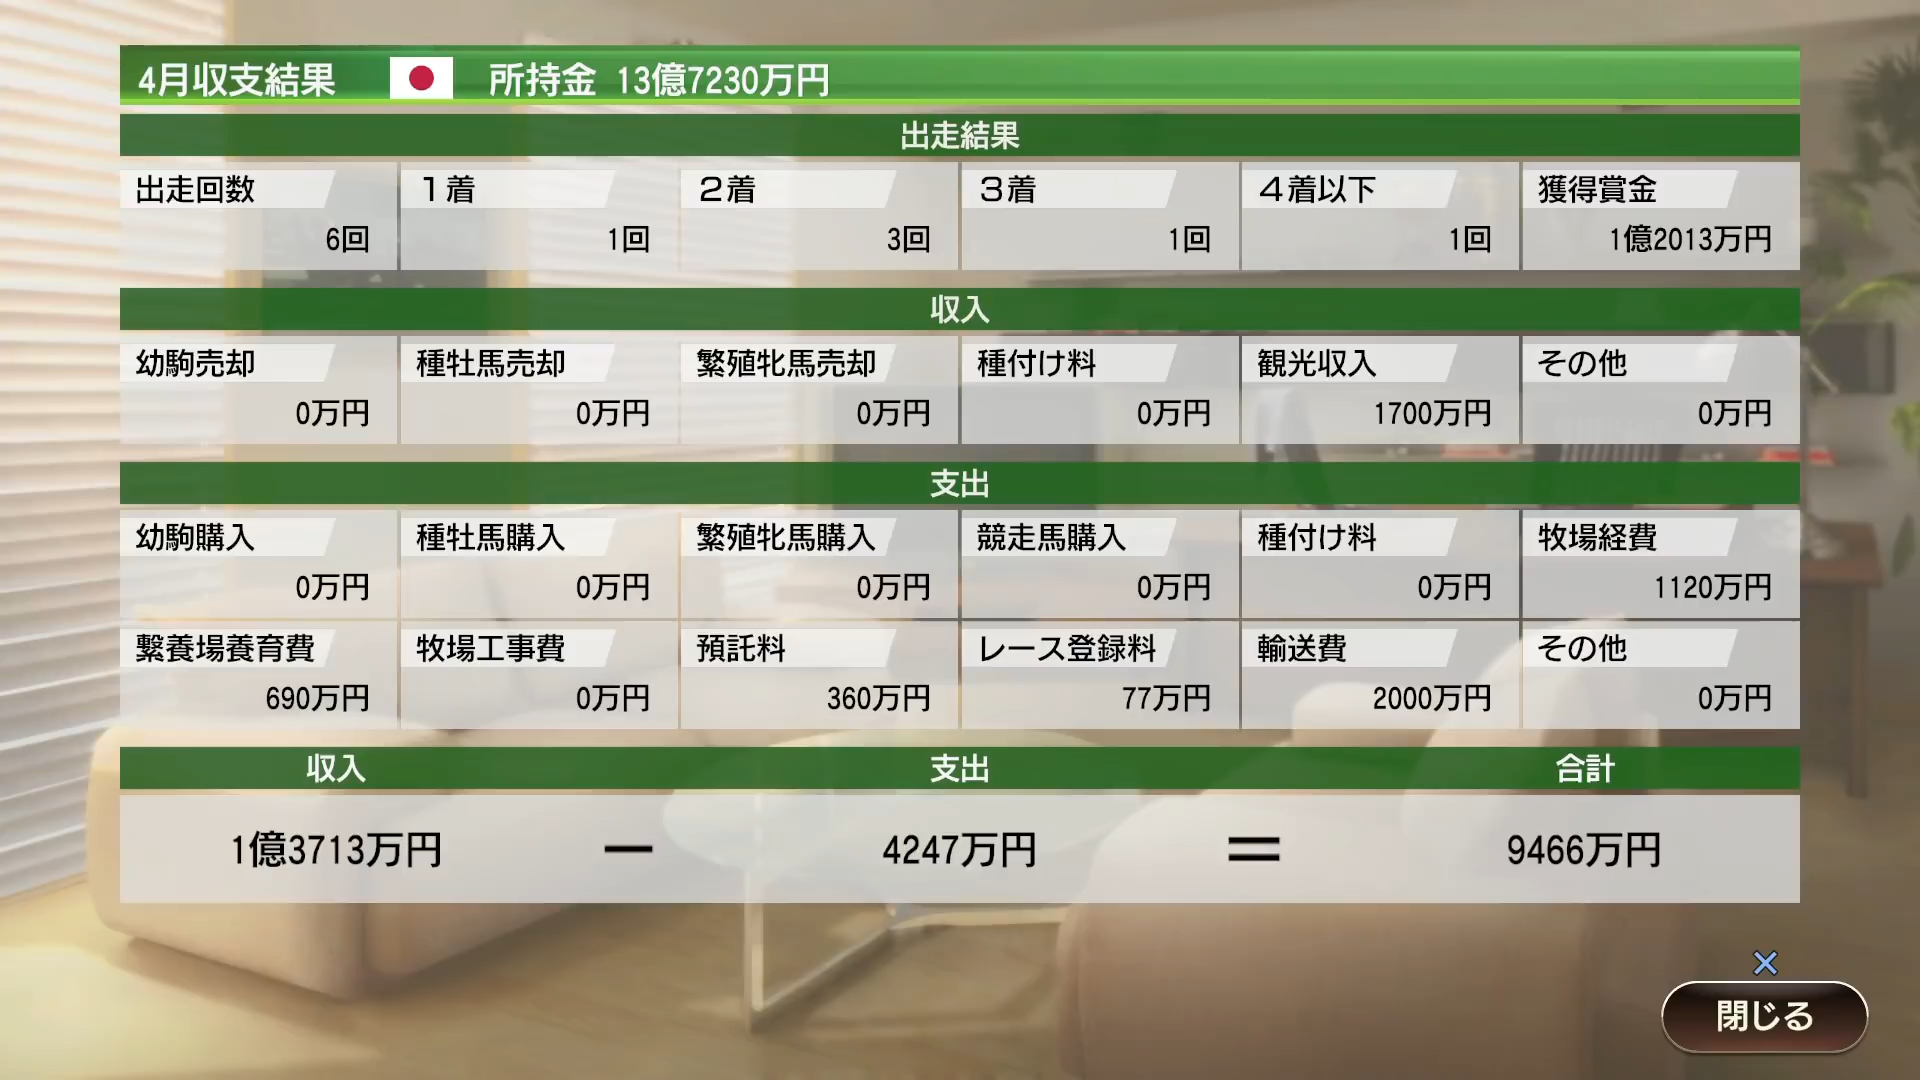 4月収支結果 所持金 13億7230万円
出走結果
出走回数 1着 2着 3着 4着以下 獲得賞金
6回 1回 3回 1回 1回 1億2013万円
収入
幼駒売却 種牡馬売却 繁殖牝馬売却 種付け料 観光収入 その他
0万円 0万円 0万円 0万円 1700万円 0万円
支出
幼駒購入 種牡馬購入 繁殖牝馬購入 競走馬購入 種付け料 牧場経費
0万円 0万円 0万円 0万円 0万円 1120万円
繋養場養育費 牧場工事費 預託料 レース登録料 輸送費 その他
690万円 0万円 360万円 77万円 2000万円 0万円
収入 支出 合計
1億3713万円 ー 4247万円 = 9466万円
×
閉じる